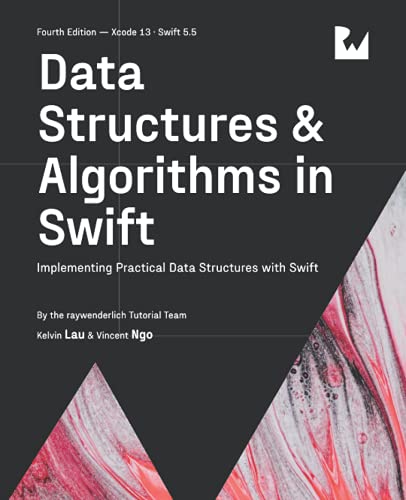 Fourth Edition — Xcode 13 · Swift 5.5
Data
Structures &
Algorithms in
Swift
Implementing Practical Data Structures with Swift
By the raywenderlich Tutorial Team
Kelvin Lau & Vincent Ngo